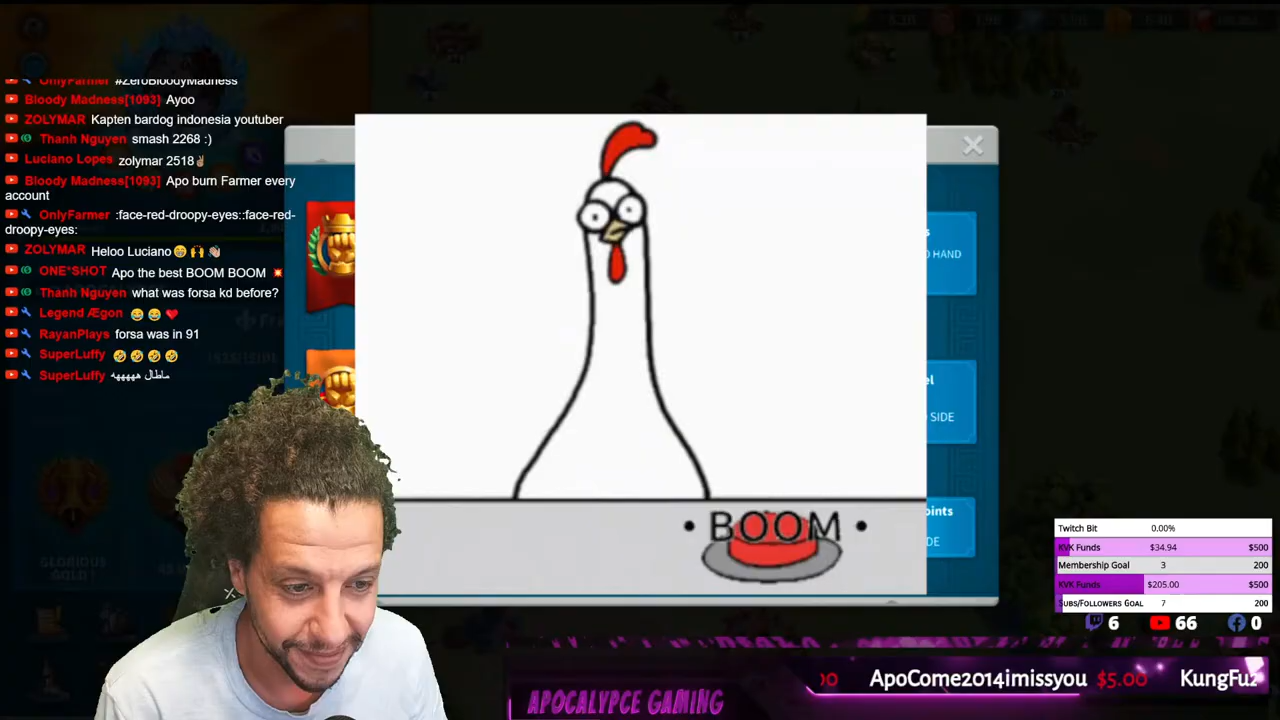 OnlyFarmer #ZeroBloodyMadness
Bloody Madness[1093] Ayoo
ZOLYMAR Kapten bardog indonesia youtuber
Thanh Nguyen smash 2268 :)
Luciano Lopes zolymar 2518✌🏼
Bloody Madness[1093] Apo burn Farmer every
account
OnlyFarmer :face-red-droopy-eyes::face-red-
droopy-eyes:
ZOLYMAR Heloo Luciano😁🙌👋🏻
ONE*SHOT Apo the best BOOM BOOM 💥
Thanh Nguyen what was forsa kd before?
Legend Ægon 😂😂❤️
RayanPlays forsa was in 91
SuperLuffy 🤣🤣🤣🤣
SuperLuffy ماطال هههههه
HAND
SIDE
• BOOM •
GLORIOUS
GOLD!
Twitch Bit 0.00%
KVK Funds $34.94 $500
Membership Goal 3 200
KVK Funds $205.00 $500
Subs/Followers Goal 7 200
6 66 0
ApoCome2014imissyou $5.00 KungFuz
APOCALYPCE GAMING